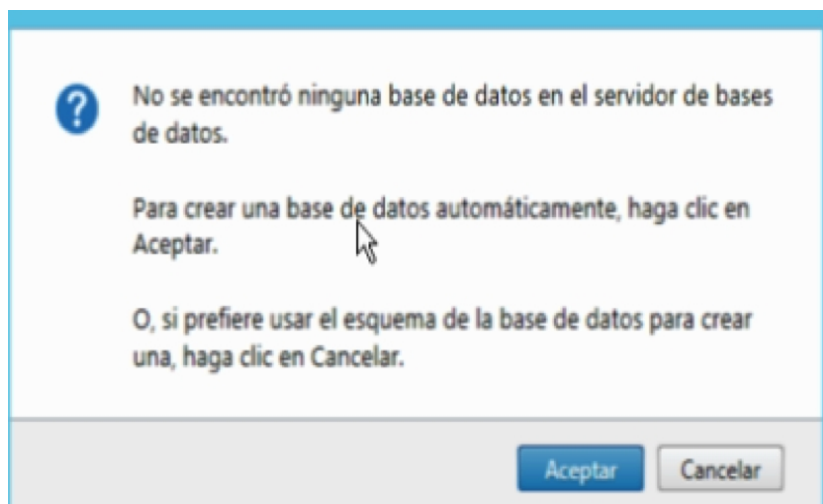 No se encontró ninguna base de datos en el servidor de bases
de datos.
Para crear una base de datos automáticamente, haga clic en
Aceptar.
O, si prefiere usar el esquema de la base de datos para crear
una, haga clic en Cancelar.
Aceptar
Cancelar